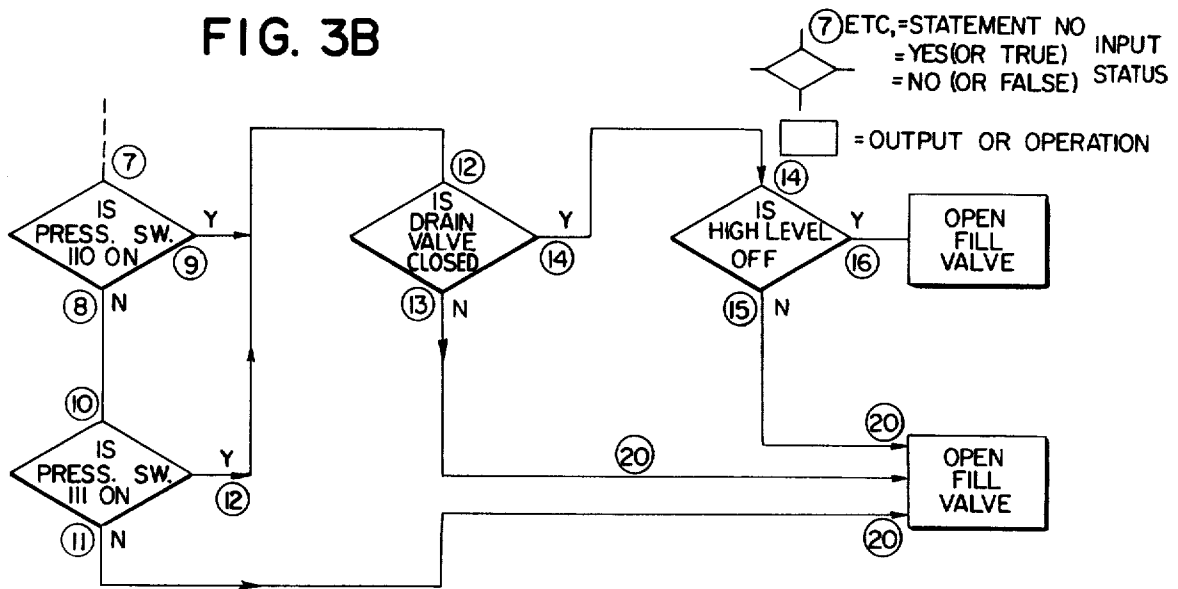 FIG. 3B
7 ETC,=STATEMENT NO
=YES(OR TRUE)
=NO (OR FALSE)
INPUT
STATUS
=OUTPUT OR OPERATION
7
IS
PRESS. SW.
110 ON
Y
9
8
N
10
IS
PRESS. SW.
111 ON
Y
12
11
N
12
IS
DRAIN
VALVE
CLOSED
Y
14
13
N
20
14
IS
HIGH LEVEL
OFF
Y
16
15
N
OPEN
FILL
VALVE
20
OPEN
FILL
VALVE
20